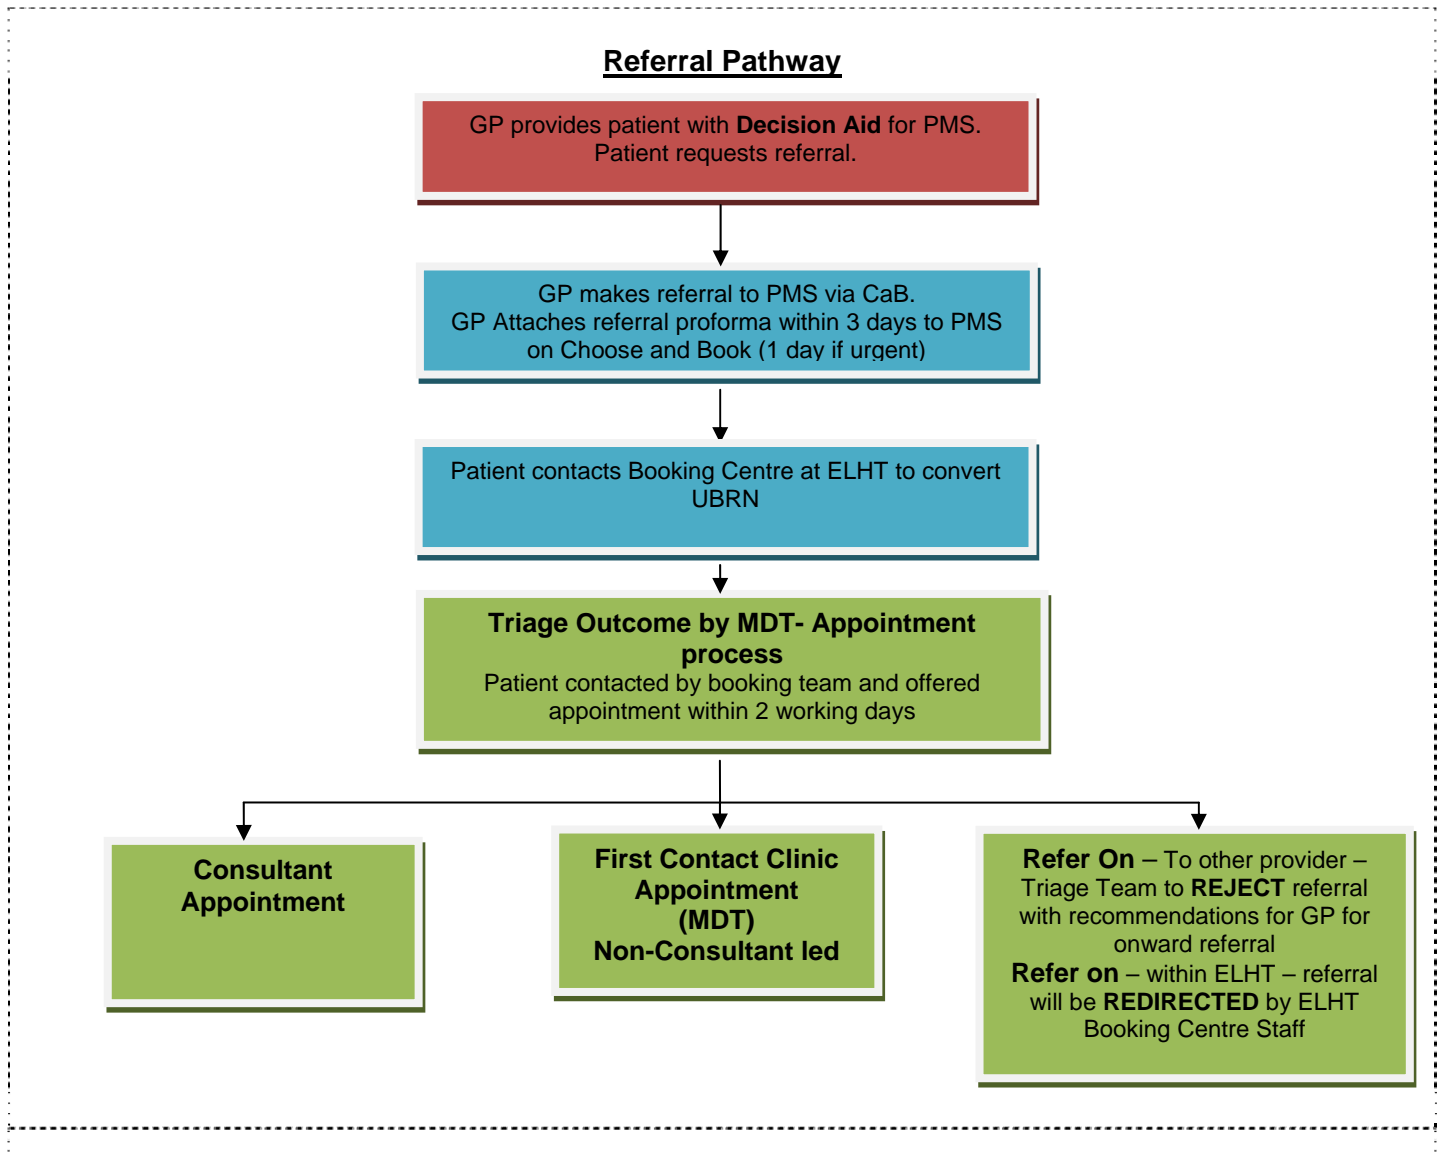 Referral Pathway
GP provides patient with Decision Aid for PMS.
Patient requests referral.
GP makes referral to PMS via CaB.
GP Attaches referral proforma within 3 days to PMS
on Choose and Book (1 day if urgent)
Patient contacts Booking Centre at ELHT to convert
UBRN
Triage Outcome by MDT- Appointment
process
Patient contacted by booking team and offered
appointment within 2 working days
Consultant
Appointment
First Contact Clinic
Appointment
(MDT)
Non-Consultant led
Refer On – To other provider –
Triage Team to REJECT referral
with recommendations for GP for
onward referral
Refer on – within ELHT – referral
will be REDIRECTED by ELHT
Booking Centre Staff